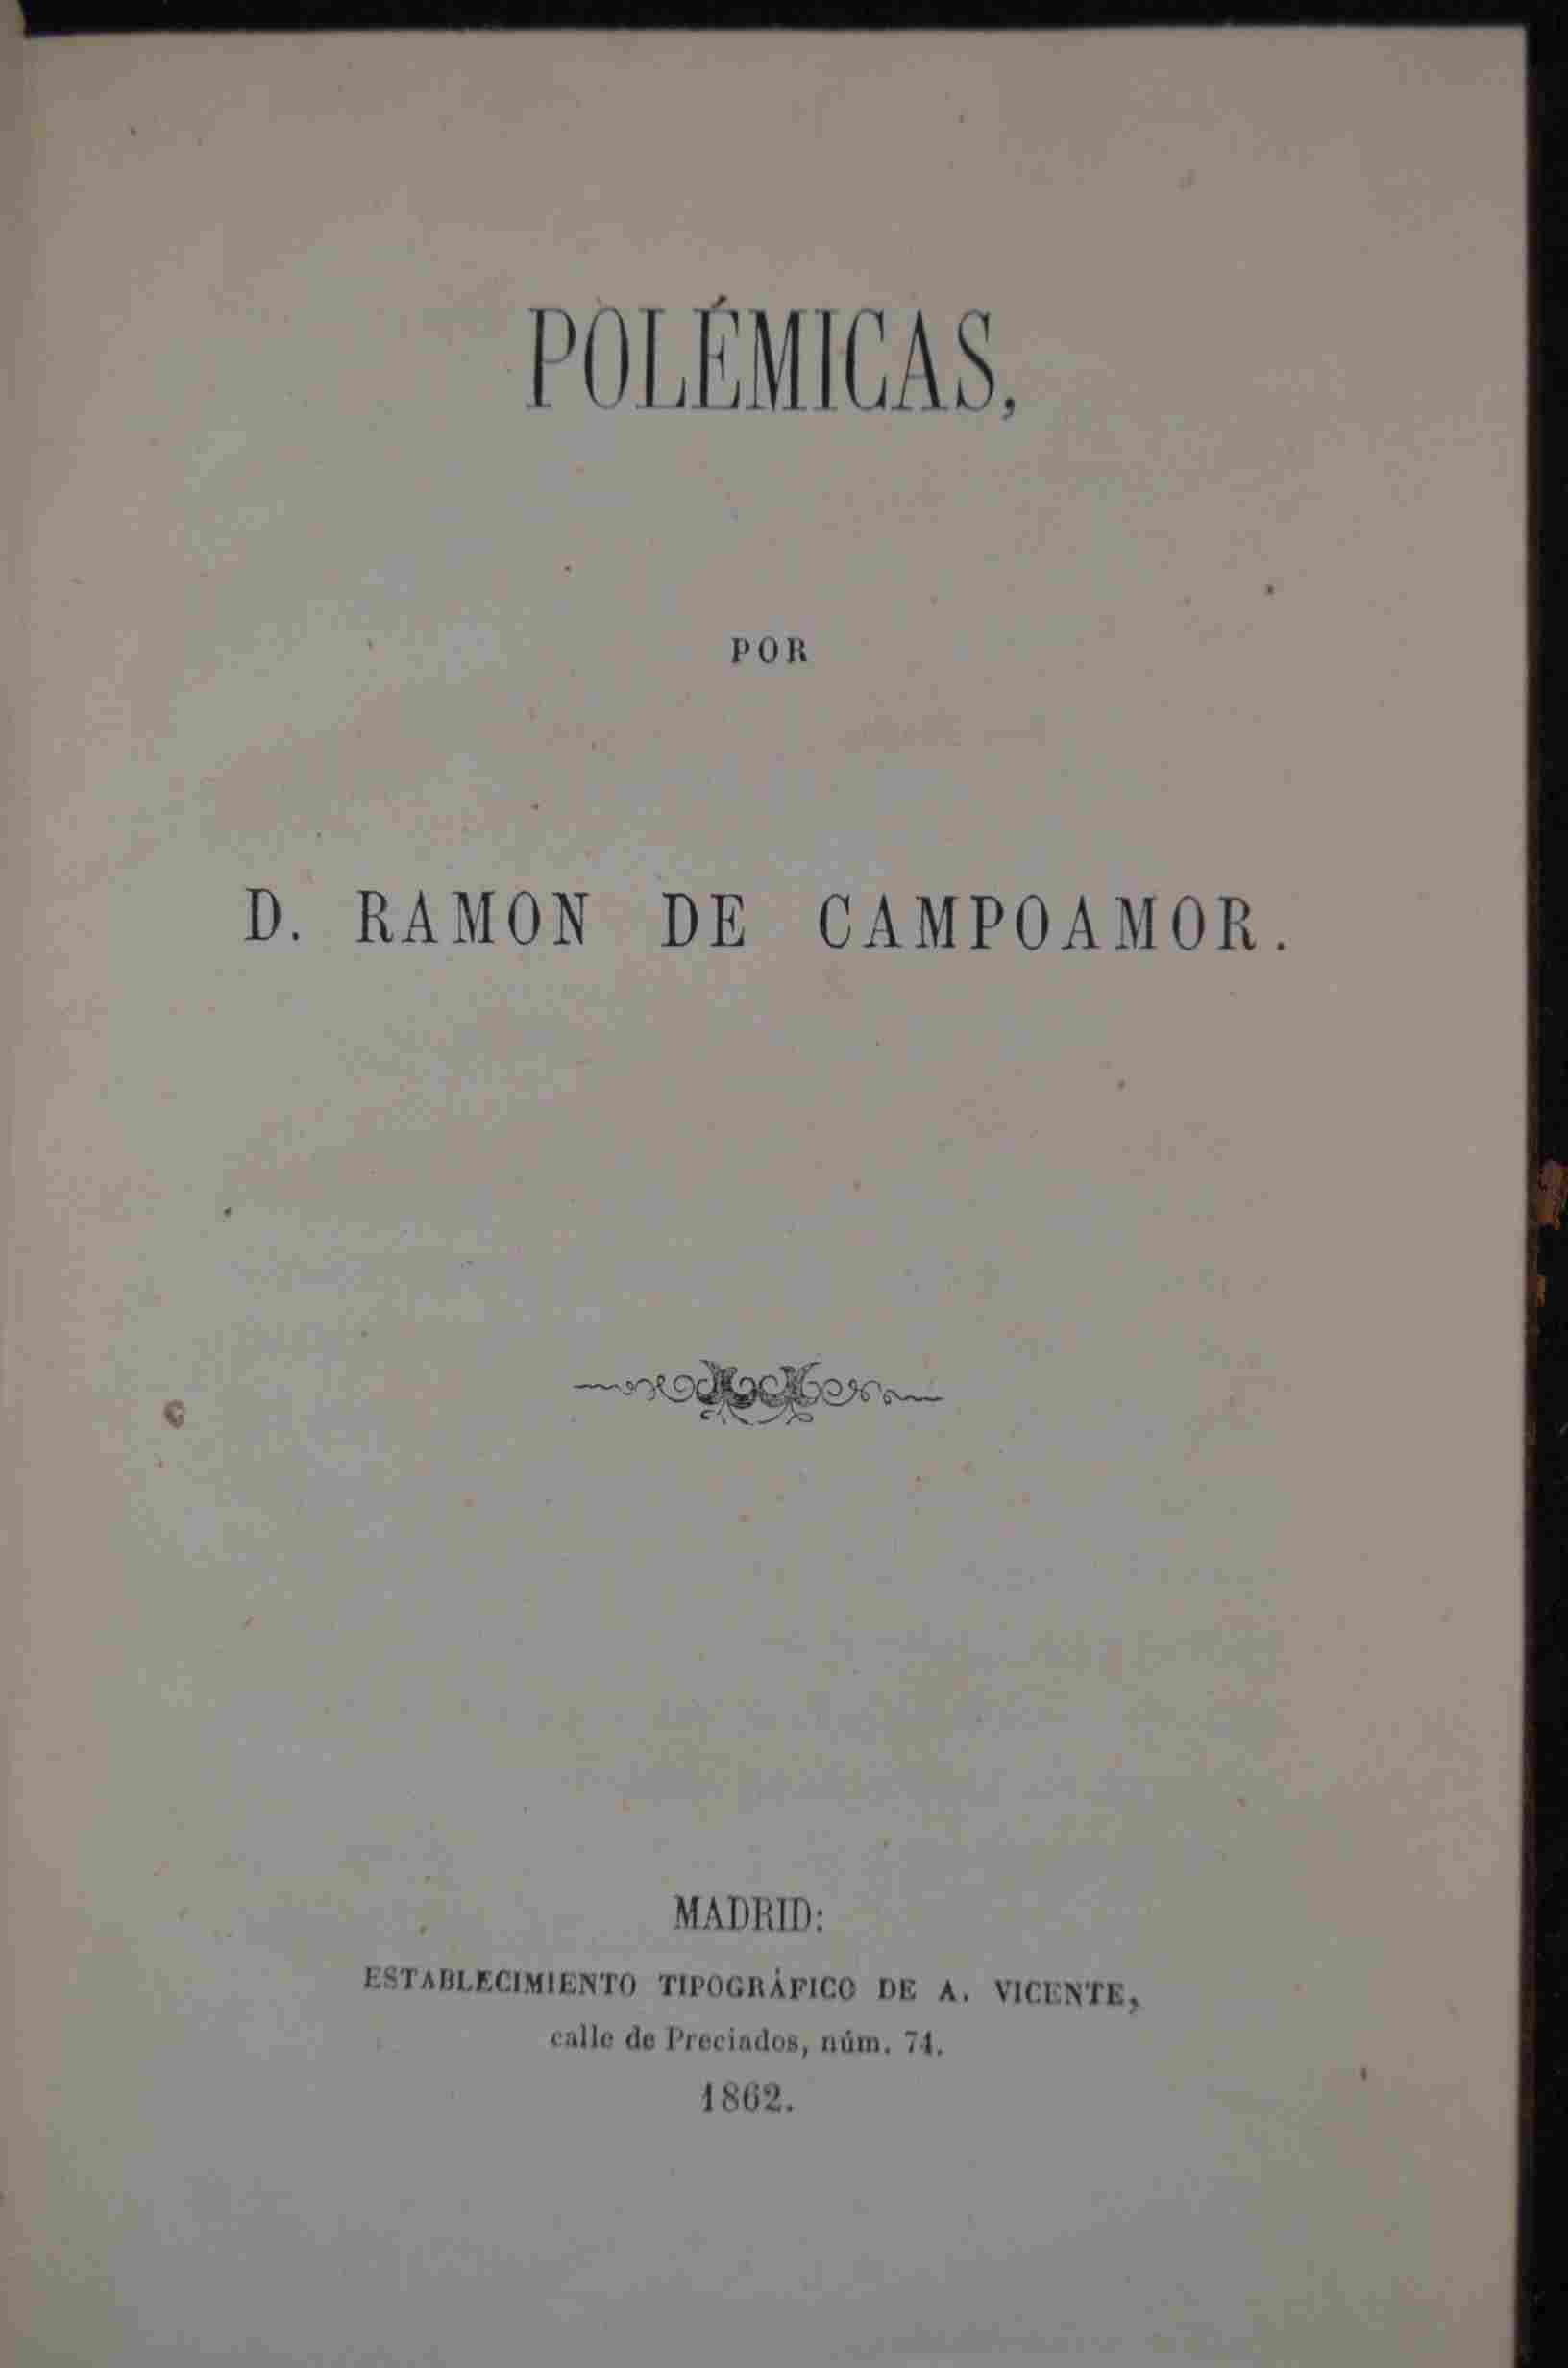 POLÉMICAS,
POR
D. RAMON DE CAMPOAMOR.
MADRID:
ESTABLECIMIENTO TIPOGRÁFICO DE A. VICENTE,
calle de Preciados, núm. 74.
1862.